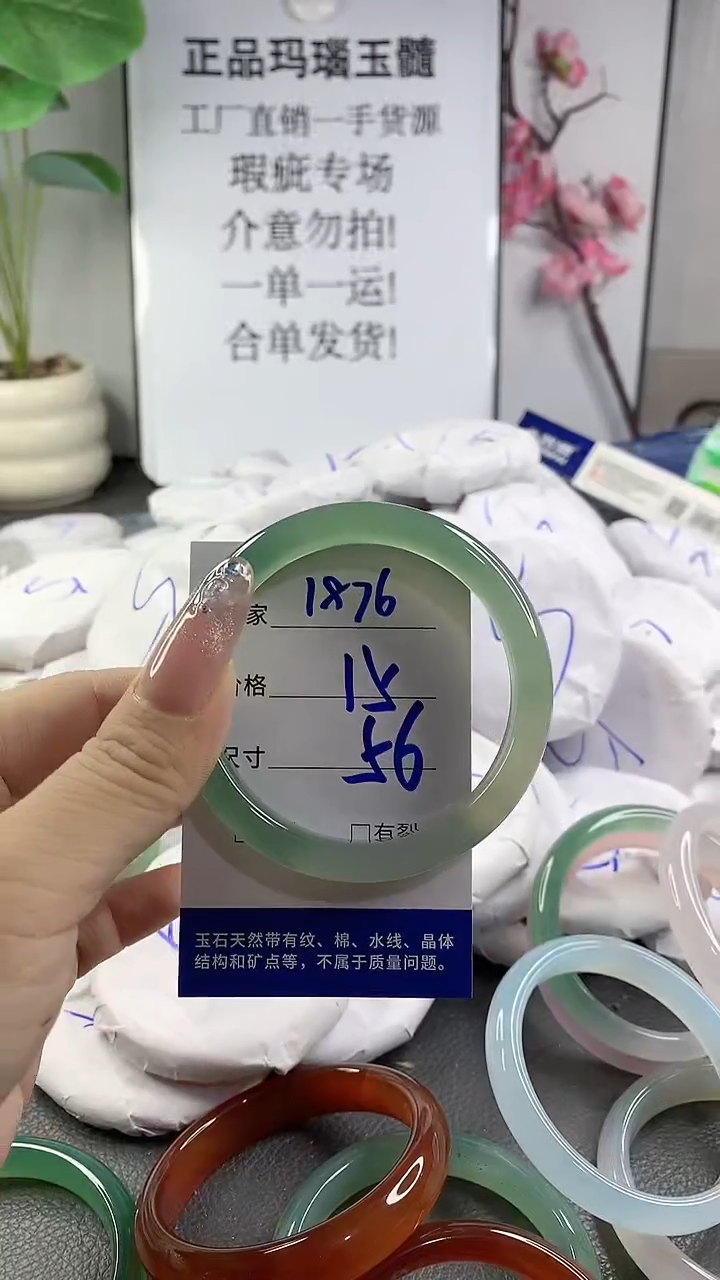 正品玛瑙玉髓
工厂直销一手货源
瑕疵专场
介意勿拍!
一单一运!
合单发货!
家 1876
价格 15
尺寸 56
有裂
玉石天然带有纹、棉、水线、晶体
结构和矿点等，不属于质量问题。